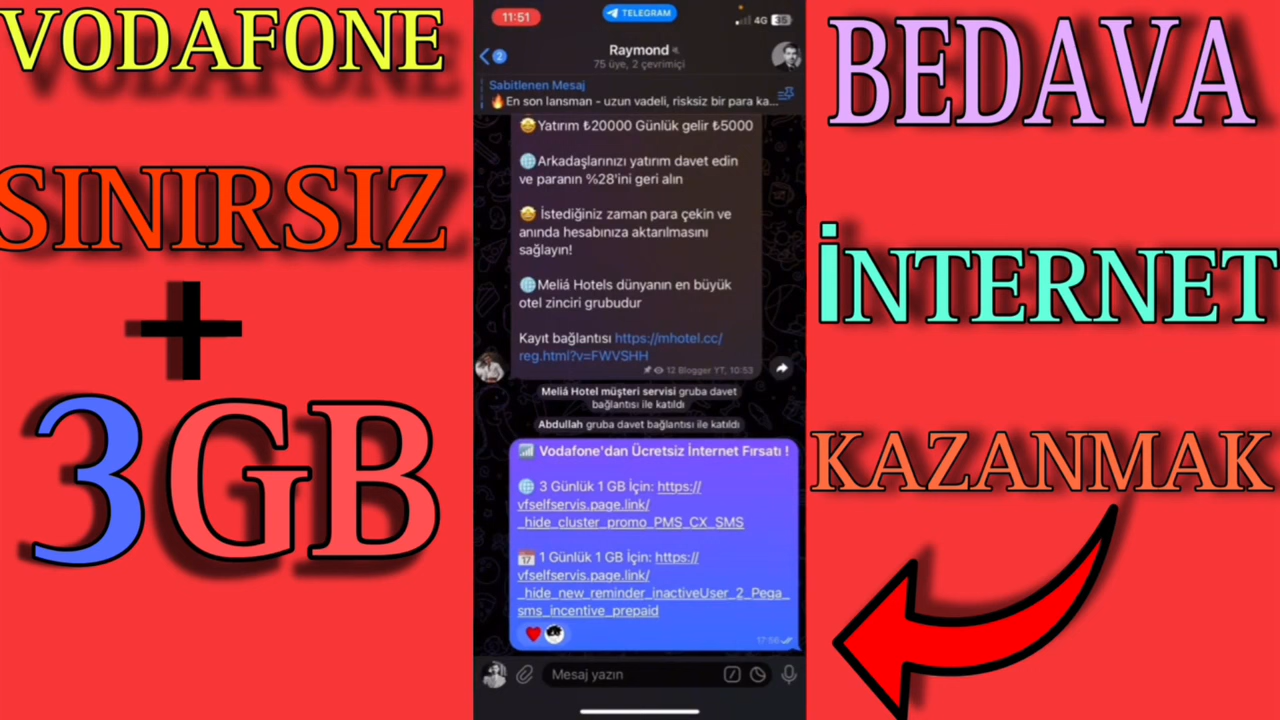 VODAFONE
SINIRSIZ
+
3GB
11:51
TELEGRAM
4G 35
2
Raymond
75 üye, 2 çevrimiçi
Sabitlenen Mesaj
🔥En son lansman - uzun vadeli, risksiz bir para ka...
🤩Yatırım ₺20000 Günlük gelir ₺5000
🌐Arkadaşlarınızı yatırım davet edin
ve paranın %28'ini geri alın
🤩 İstediğiniz zaman para çekin ve
anında hesabınıza aktarılmasını
sağlayın!
🌐Meliá Hotels dünyanın en büyük
otel zinciri grubudur
Kayıt bağlantısı https://mhotel.cc/
reg.html?v=FWVSHH
12 Blogger YT, 10:53
Meliá Hotel müşteri servisi gruba davet
bağlantısı ile katıldı
Abdullah gruba davet bağlantısı ile katıldı
📶 Vodafone'dan Ücretsiz İnternet Fırsatı !
🌐 3 Günlük 1 GB İçin: https://
vfselfservis.page.link/
_hide_cluster_promo_PMS_CX_SMS
📅 1 Günlük 1 GB İçin: https://
vfselfservis.page.link/
_hide_new_reminder_inactiveUser_2_Pega_
sms_incentive_prepaid
17:56
Mesaj yazın
BEDAVA
İNTERNET
KAZANMAK